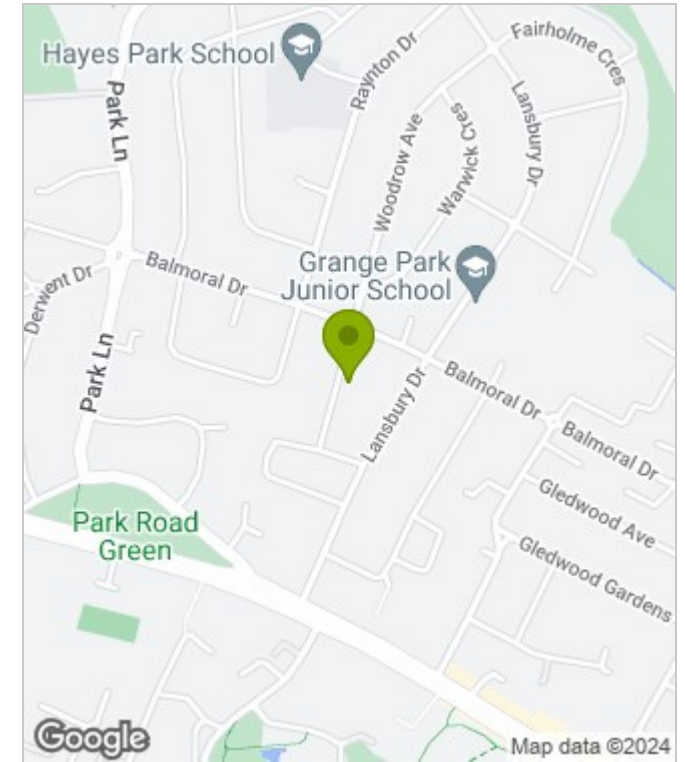 Hayes Park School
Raynton Dr
Fairholme Cres
Park Ln
Woodrow Ave
Warwick Cres
Lansbury Dr
Grange Park
Junior School
Derwent Dr
Balmoral Dr
Park Ln
Lansbury Dr
Balmoral Dr
Balmoral Dr
Gledwood Ave
Park Road
Green
Gledwood Gardens
Google
Map data ©2024